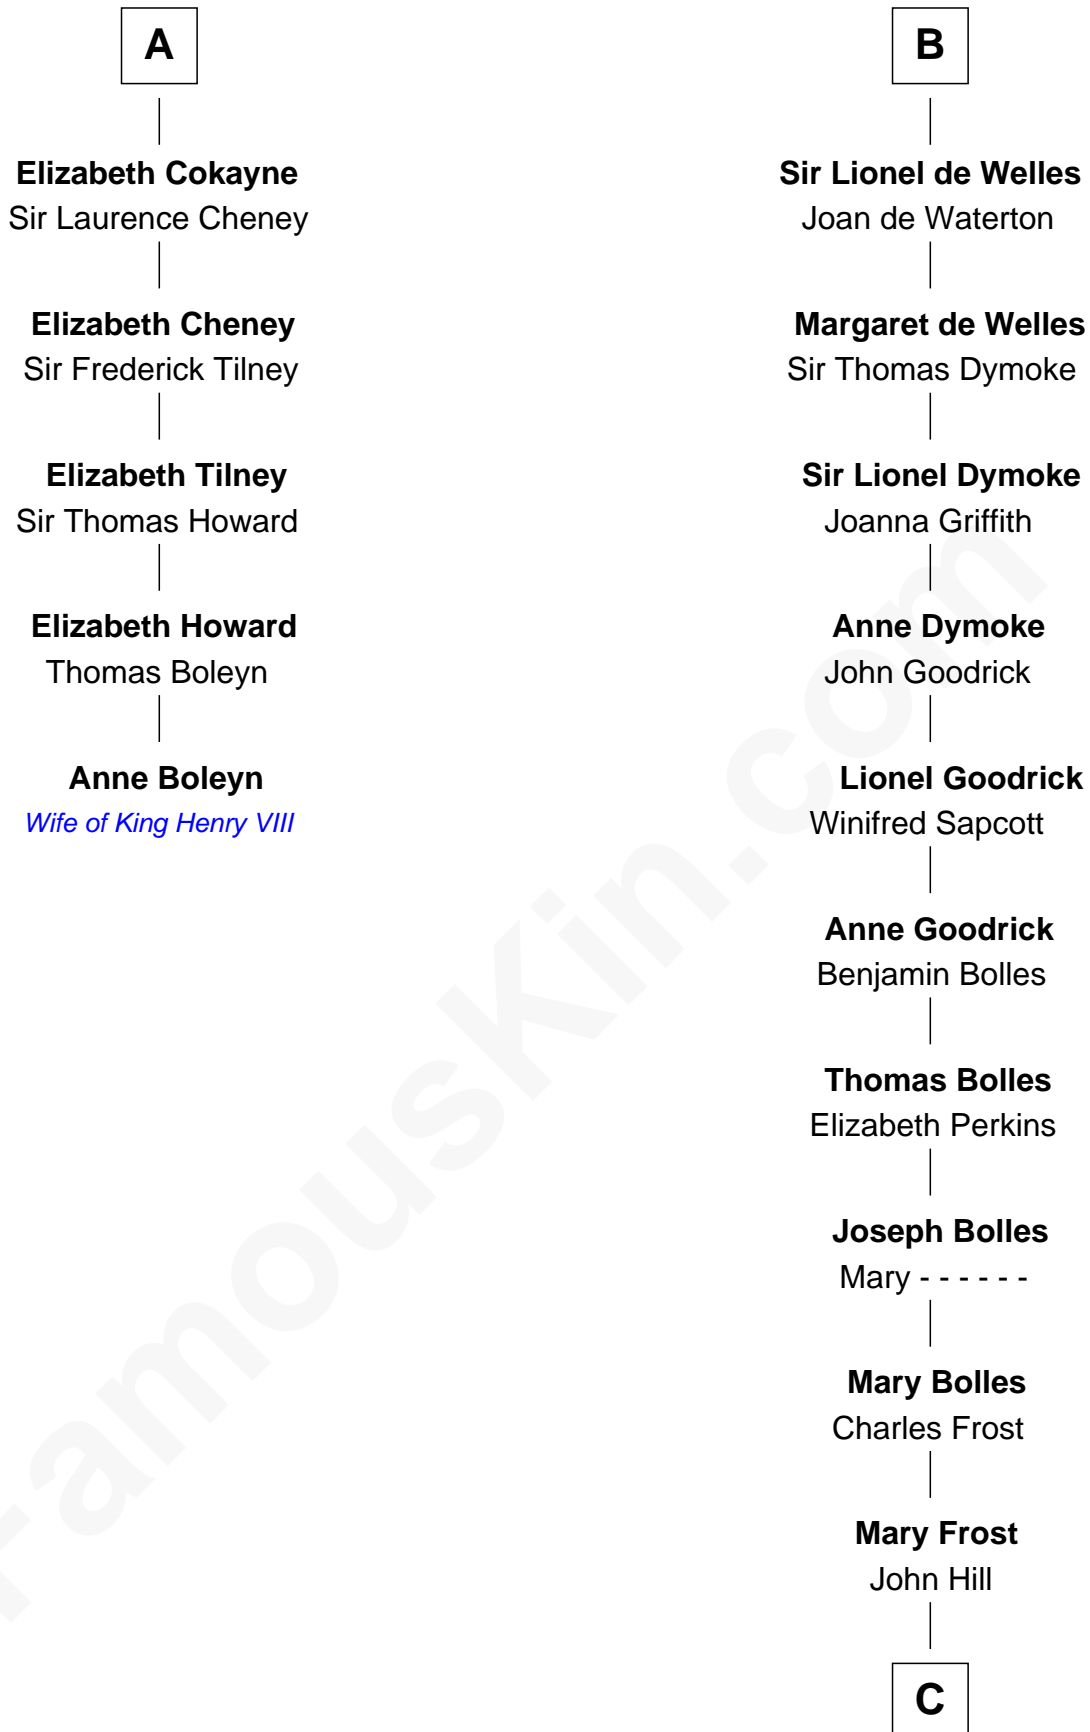 A
Elizabeth Cokayne
Sir Laurence Cheney
Elizabeth Cheney
Sir Frederick Tilney
Elizabeth Tilney
Sir Thomas Howard
Elizabeth Howard
Thomas Boleyn
Anne Boleyn
Wife of King Henry VIII
B
Sir Lionel de Welles
Joan de Waterton
Margaret de Welles
Sir Thomas Dymoke
Sir Lionel Dymoke
Joanna Griffith
Anne Dymoke
John Goodrick
Lionel Goodrick
Winifred Sapcott
Anne Goodrick
Benjamin Bolles
Thomas Bolles
Elizabeth Perkins
Joseph Bolles
Mary - - - - - -
Mary Bolles
Charles Frost
Mary Frost
John Hill
C
FamousKin.com